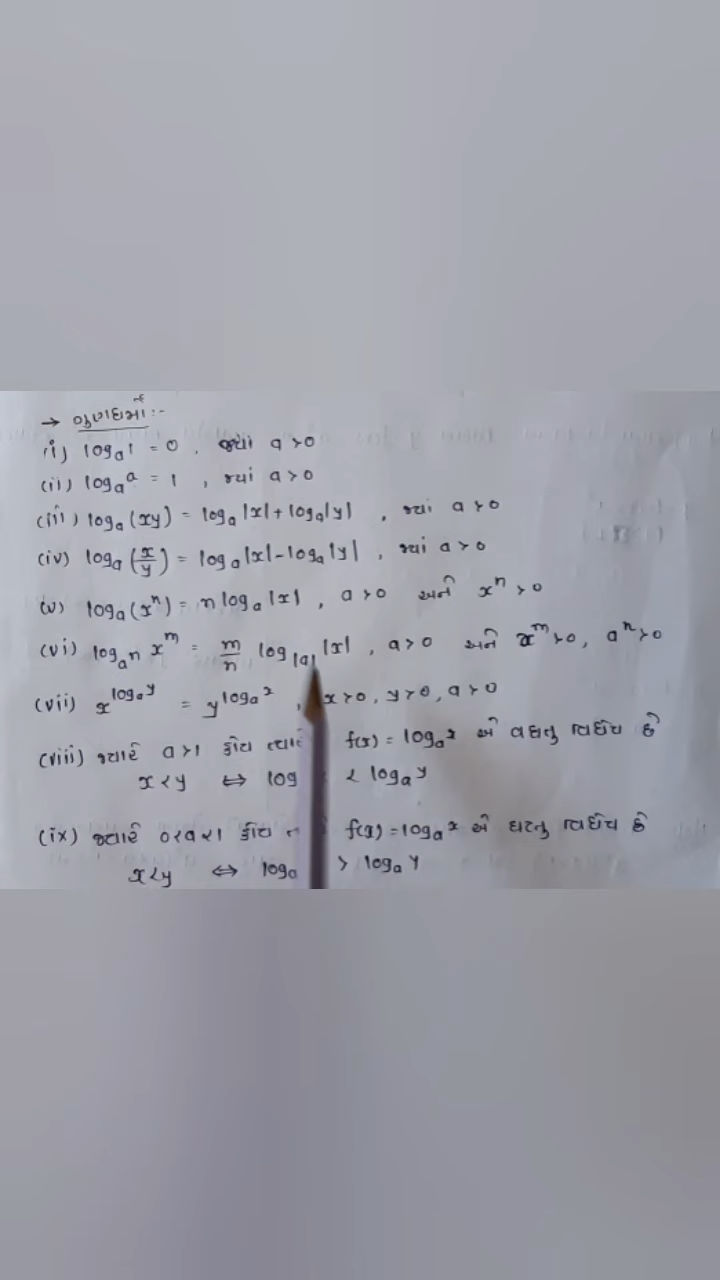 → ગુણધર્મો :-
(i) logₐ1 = 0 , જ્યાં a > 0
(ii) logₐa = 1 , જ્યાં a > 0
(iii) logₐ(xy) = logₐ|x| + logₐ|y| , જ્યાં a > 0
(iv) logₐ(x/y) = logₐ|x| - logₐ|y| , જ્યાં a > 0
(v) logₐ(xⁿ) = n logₐ|x| , a > 0 અને xⁿ > 0
(vi) log_{aⁿ} x^m = m/n log_{|a|}|x| , a > 0 અને x^m > 0, aⁿ > 0
(vii) x^{logₐy} = y^{logₐx} , x > 0, y > 0, a > 0
(viii) જ્યારે a > 1 હોય ત્યારે f(x) = logₐx એ વધતુ વિધેય છે
x < y ⇔ log < logₐy
(ix) જ્યારે 0 < a < 1 હોય f(x) = logₐx એ ઘટતુ વિધેય છે
x < y ⇔ logₐ > logₐy